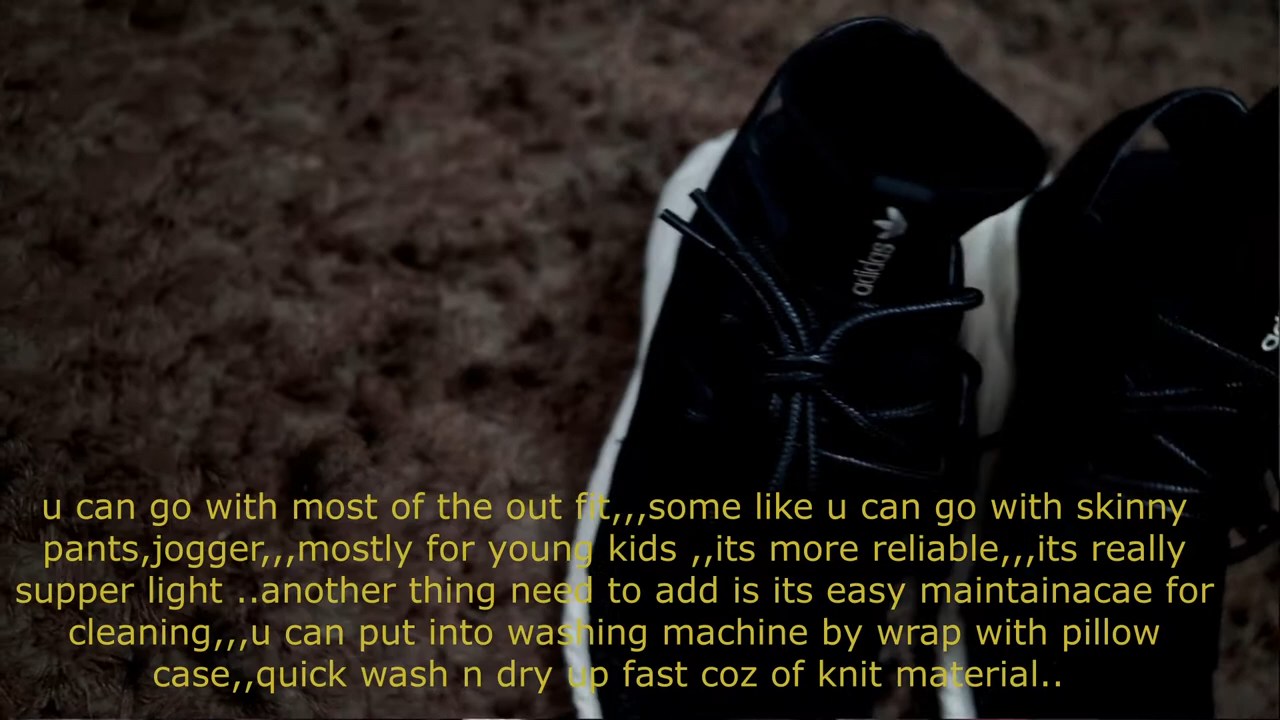 adidas
u can go with most of the out fit,,,some like u can go with skinny
pants,jogger,,,mostly for young kids ,,its more reliable,,,its really
supper light ..another thing need to add is its easy maintainacae for
cleaning,,,u can put into washing machine by wrap with pillow
case,,quick wash n dry up fast coz of knit material..